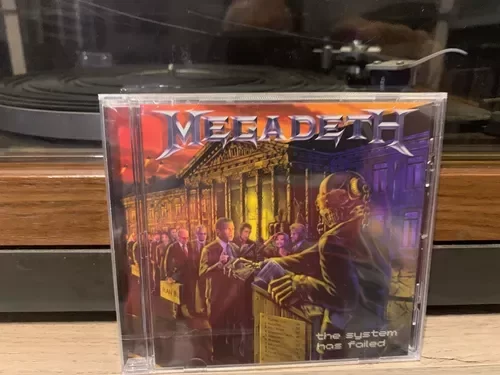 MEGADETH
the system
has failed